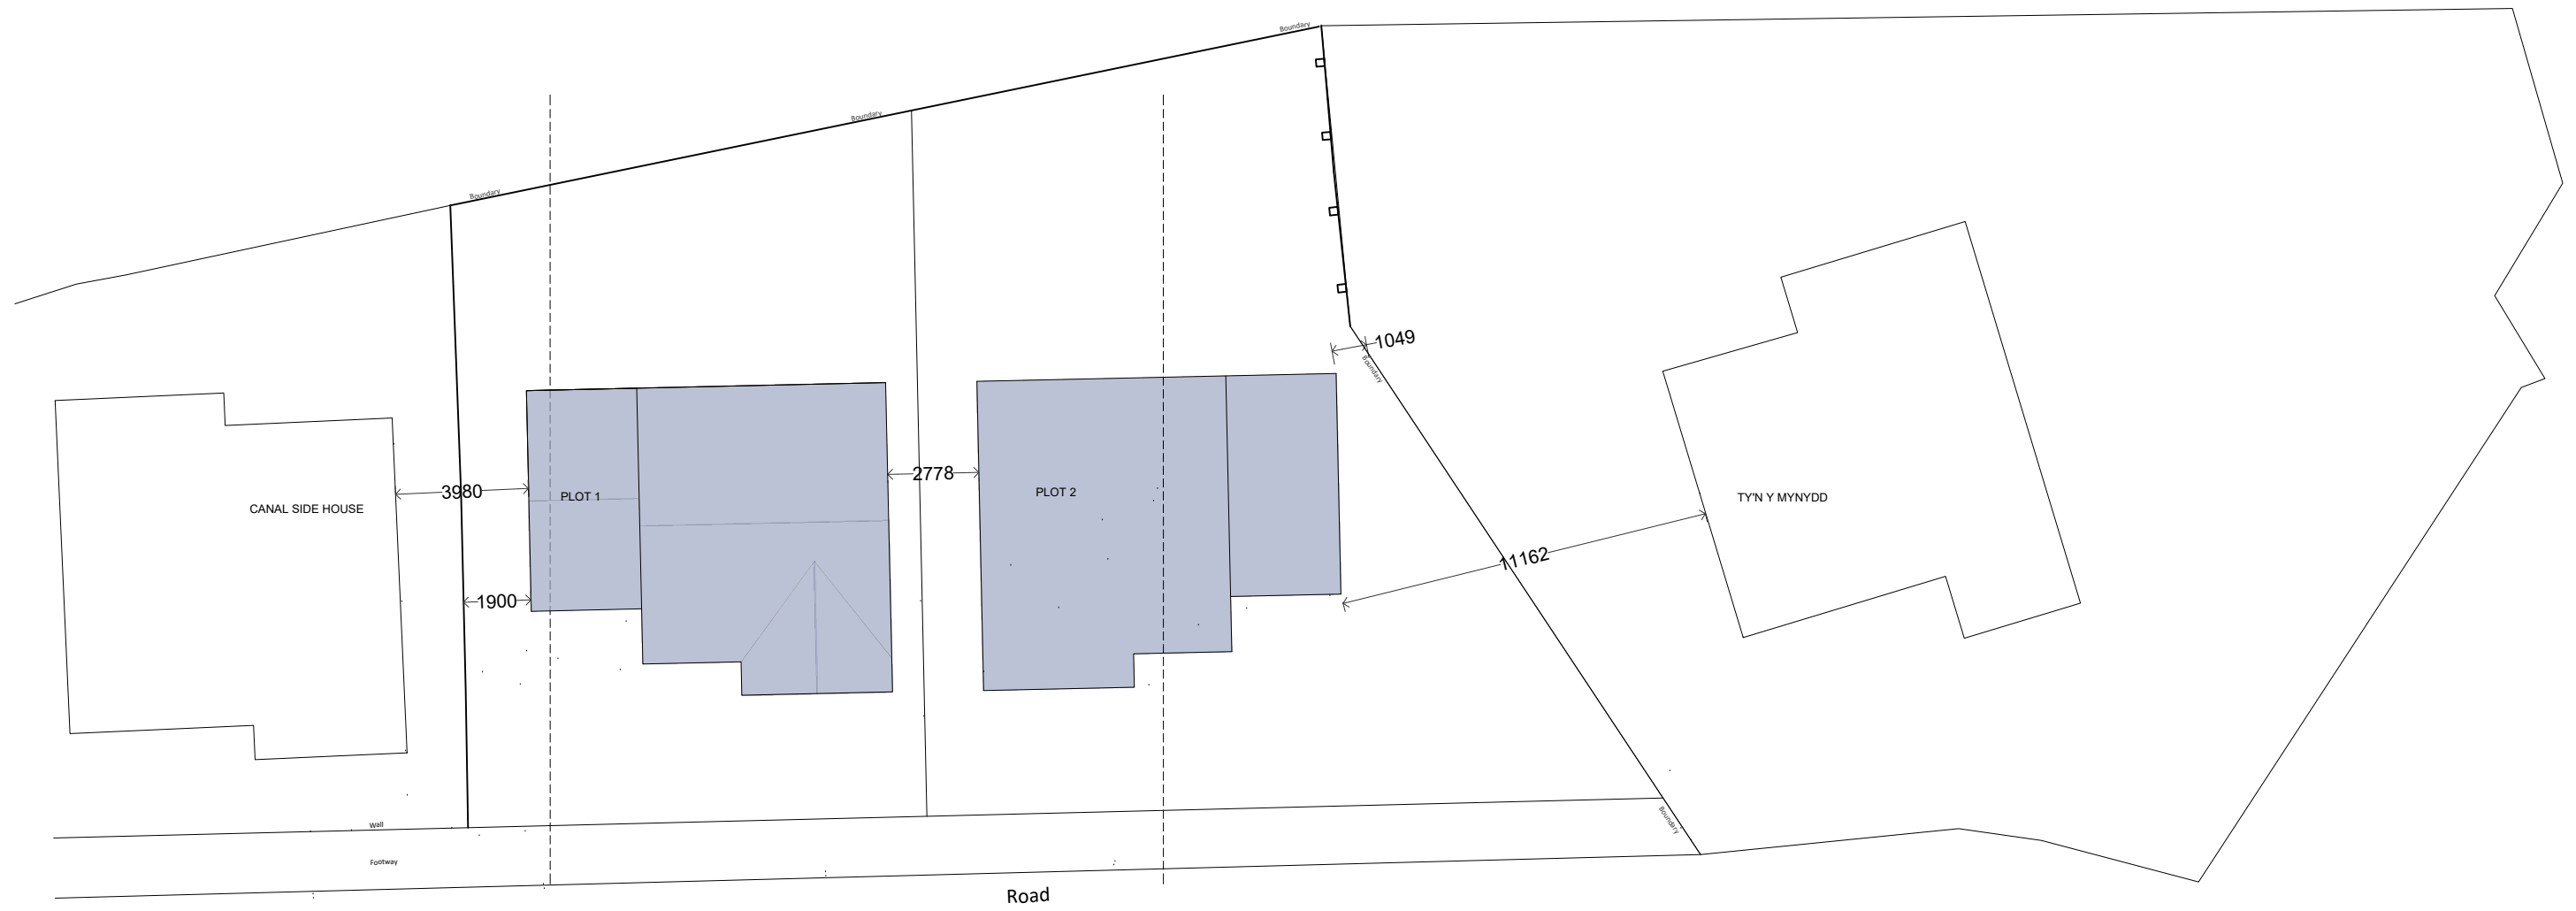 Boundary
Boundary
Boundary
1049
Boundary
2778
3980
PLOT 1
PLOT 2
TY'N Y MYNYDD
CANAL SIDE HOUSE
11162
1900
Boundary
Wall
Footway
Road